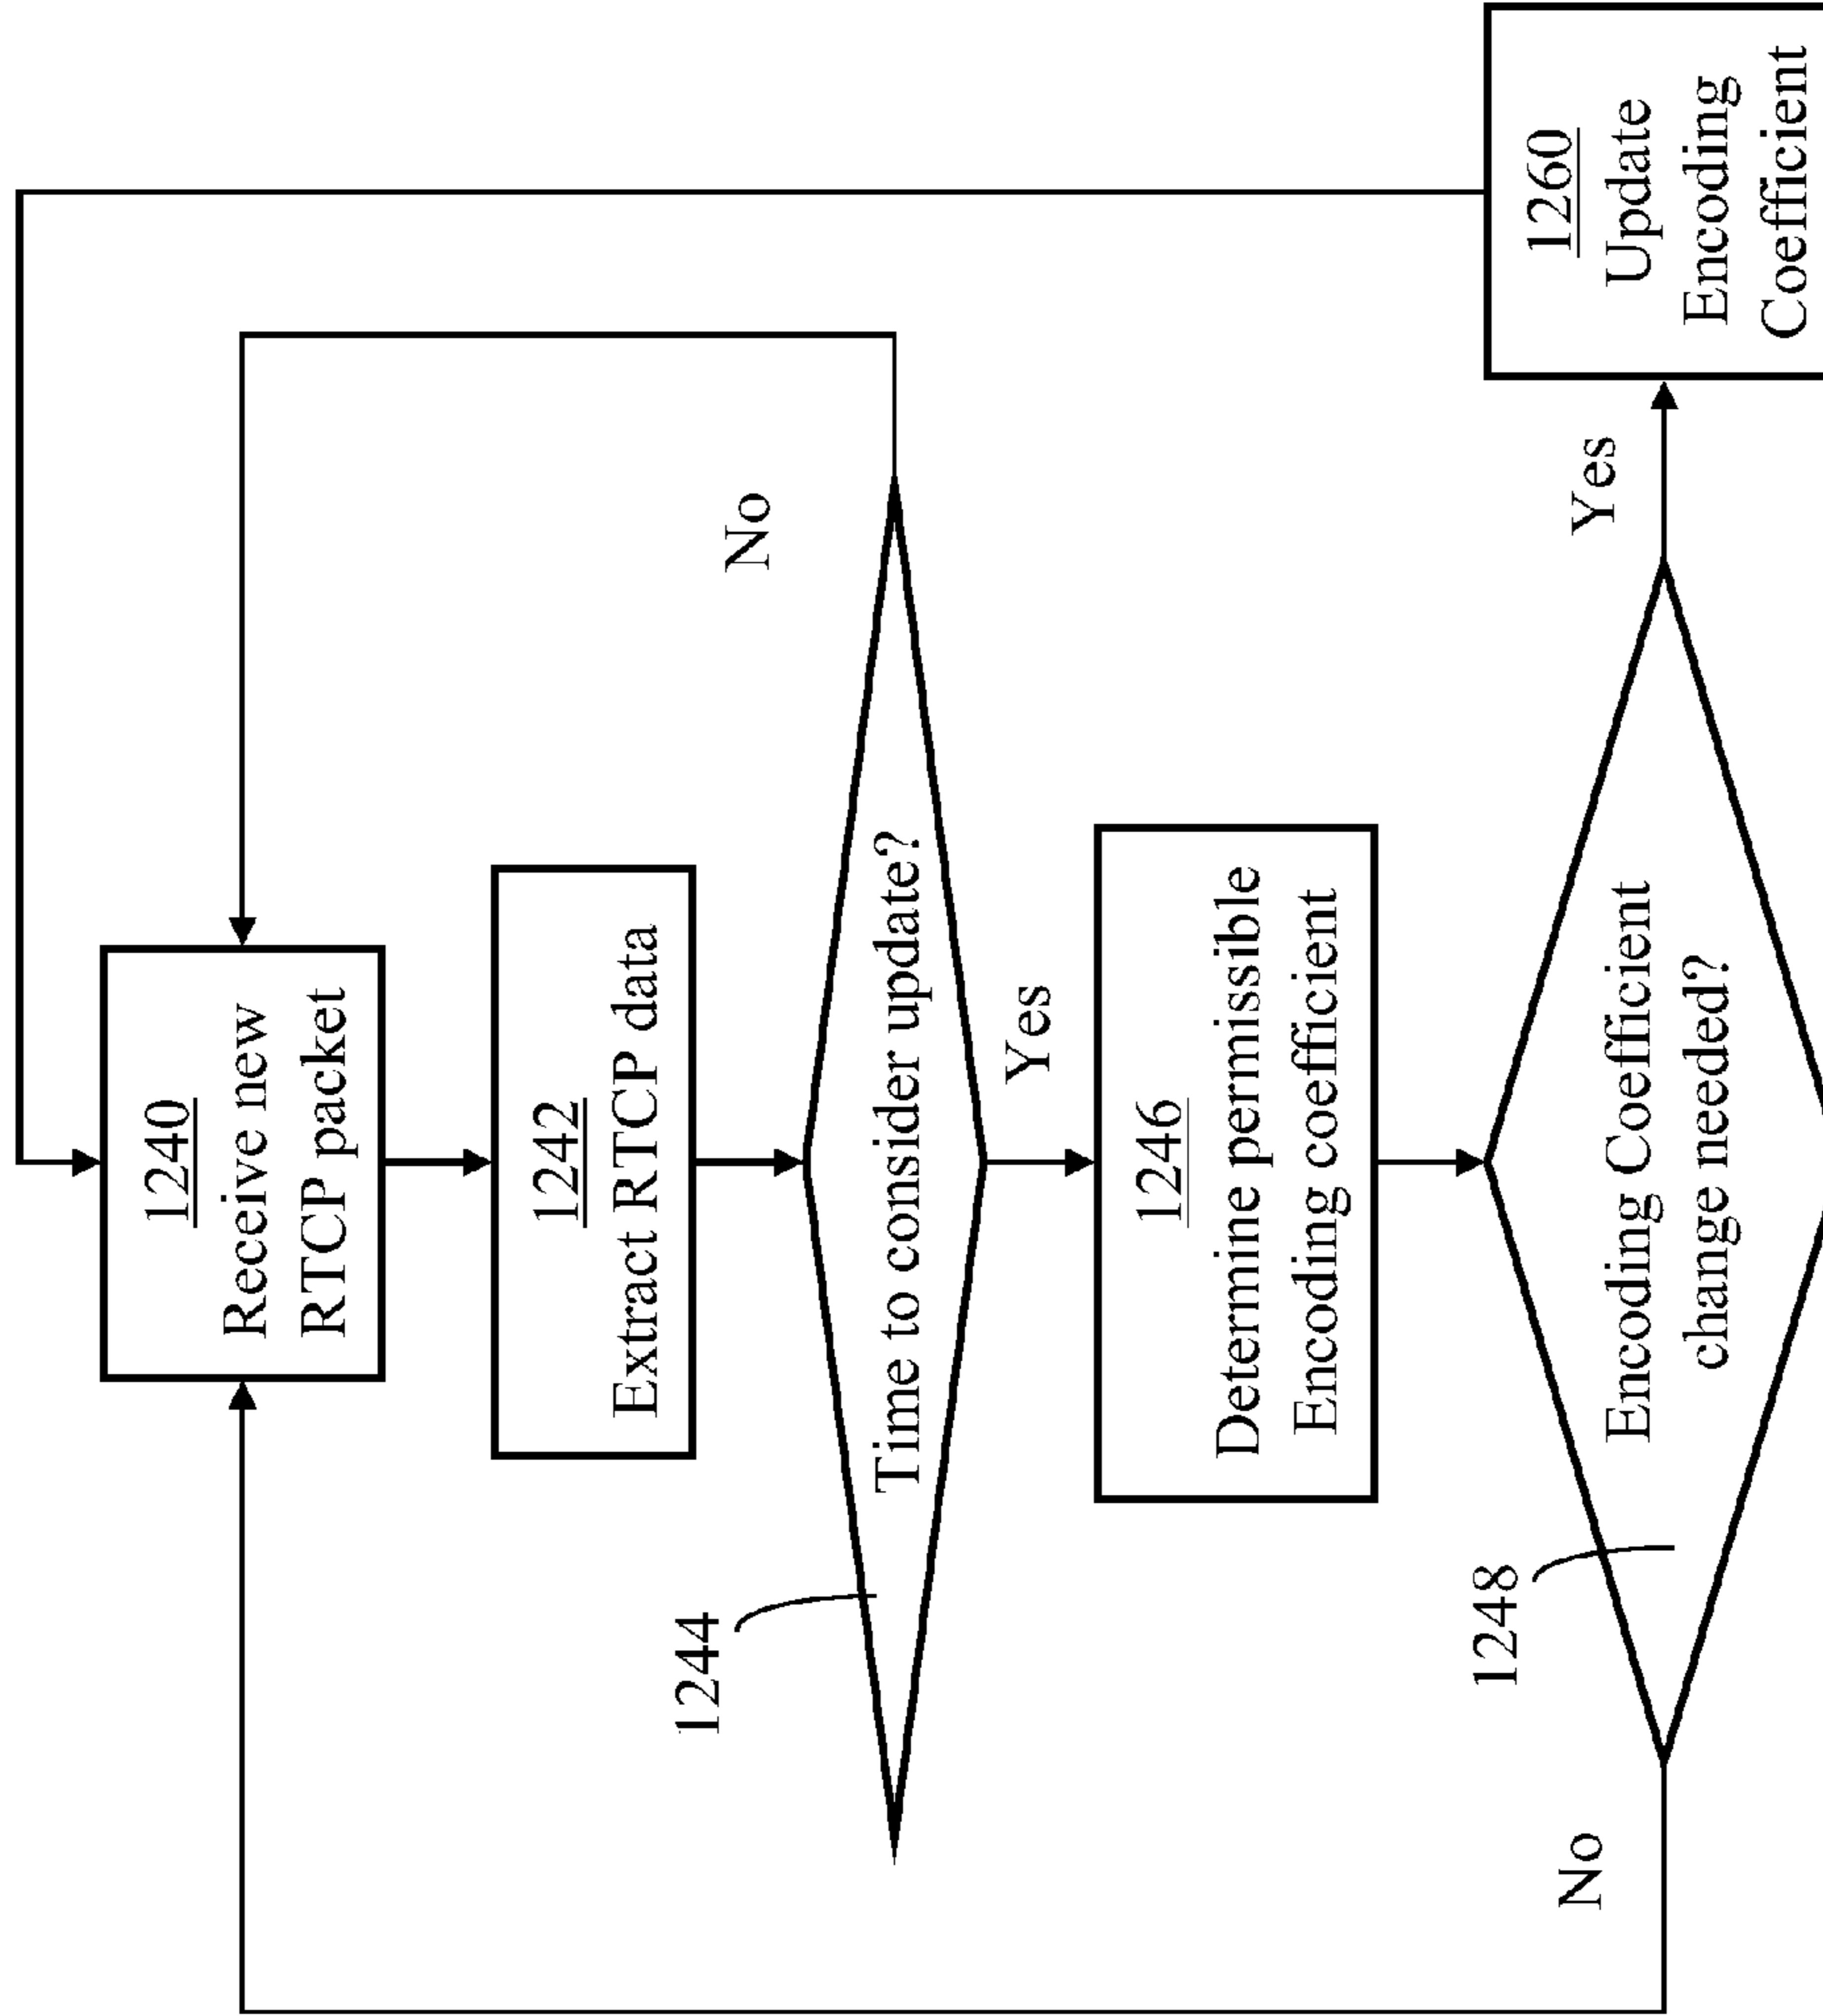 1240
Receive new
RTCP packet
1242
Extract RTCP data
1244
Time to consider update?
No
Yes
1246
Determine permissible
Encoding coefficient
1248
Encoding Coefficient
change needed?
No
Yes
1260
Update
Encoding
Coefficient